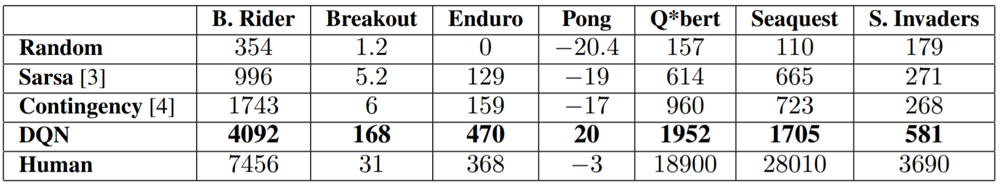 B. Rider Breakout Enduro Pong Q*bert Seaquest S. Invaders
Random 354 1.2 0 −20.4 157 110 179
Sarsa [3] 996 5.2 129 −19 614 665 271
Contingency [4] 1743 6 159 −17 960 723 268
DQN 4092 168 470 20 1952 1705 581
Human 7456 31 368 −3 18900 28010 3690